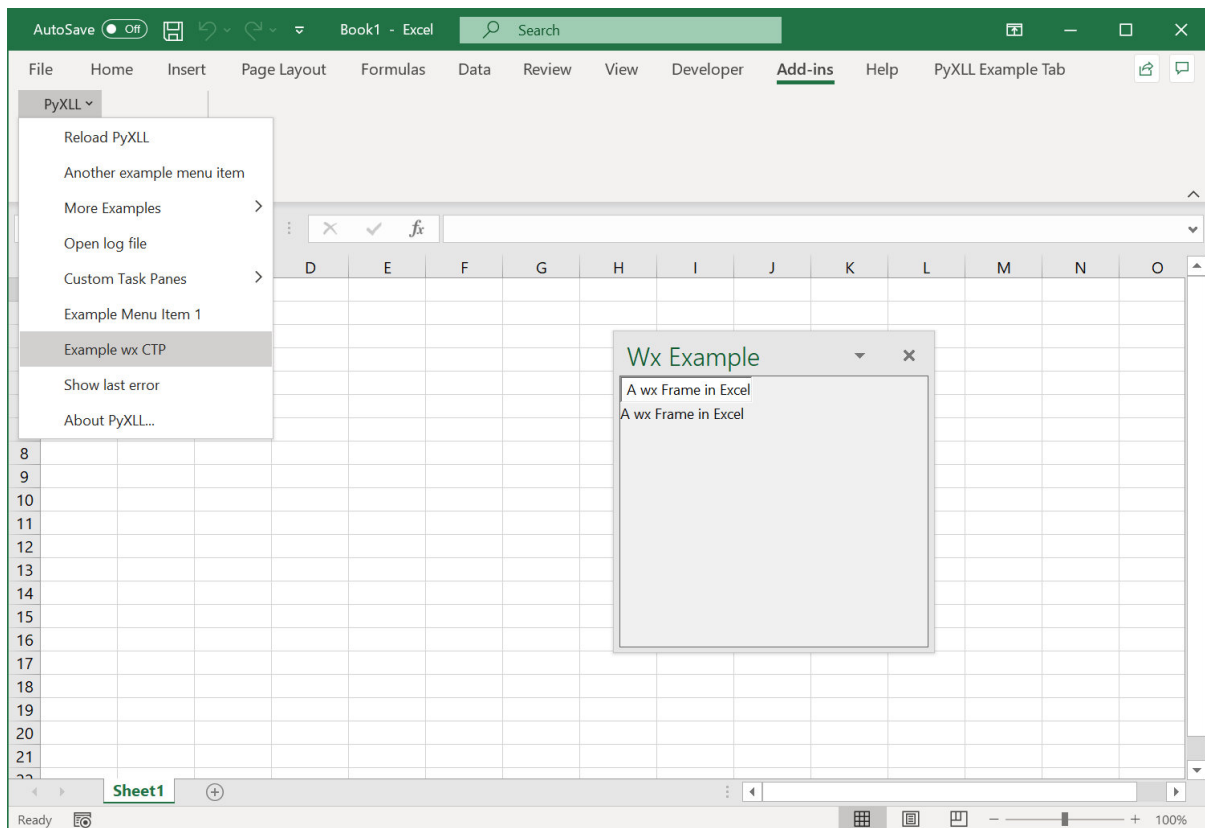 AutoSave Off Book1 - Excel Search
File Home Insert Page Layout Formulas Data Review View Developer Add-ins Help PyXLL Example Tab
PyXLL
Reload PyXLL
Another example menu item
More Examples
Open log file
Custom Task Panes
Example Menu Item 1
Example wx CTP
Show last error
About PyXLL...
fx
D E F G H I J K L M N O
Wx Example
A wx Frame in Excel
A wx Frame in Excel
8
9
10
11
12
13
14
15
16
17
18
19
20
21
Sheet1
Ready 100%